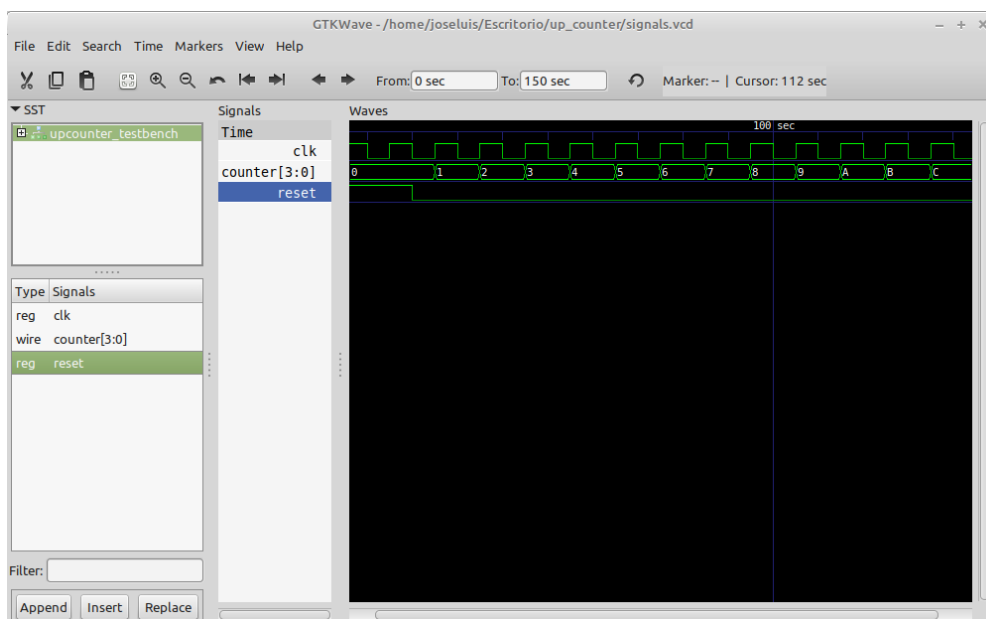 GTKWave - /home/joseluis/Escritorio/up_counter/signals.vcd
File Edit Search Time Markers View Help
From: 0 sec To: 150 sec Marker: -- | Cursor: 112 sec
SST
upcounter_testbench
Type Signals
reg clk
wire counter[3:0]
reg reset
Filter:
Append Insert Replace
Signals
Time
clk
counter[3:0]
reset
Waves
100 sec
0 1 2 3 4 5 6 7 8 9 A B C